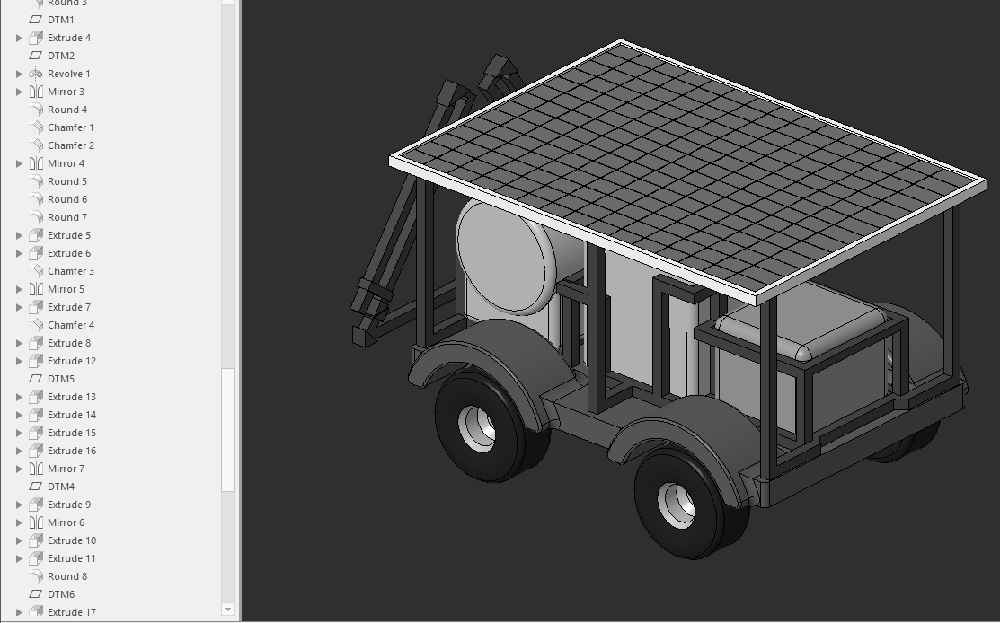 Round 3
DTM1
Extrude 4
DTM2
Revolve 1
Mirror 3
Round 4
Chamfer 1
Chamfer 2
Mirror 4
Round 5
Round 6
Round 7
Extrude 5
Extrude 6
Chamfer 3
Mirror 5
Extrude 7
Chamfer 4
Extrude 8
Extrude 12
DTM5
Extrude 13
Extrude 14
Extrude 15
Extrude 16
Mirror 7
DTM4
Extrude 9
Mirror 6
Extrude 10
Extrude 11
Round 8
DTM6
Extrude 17